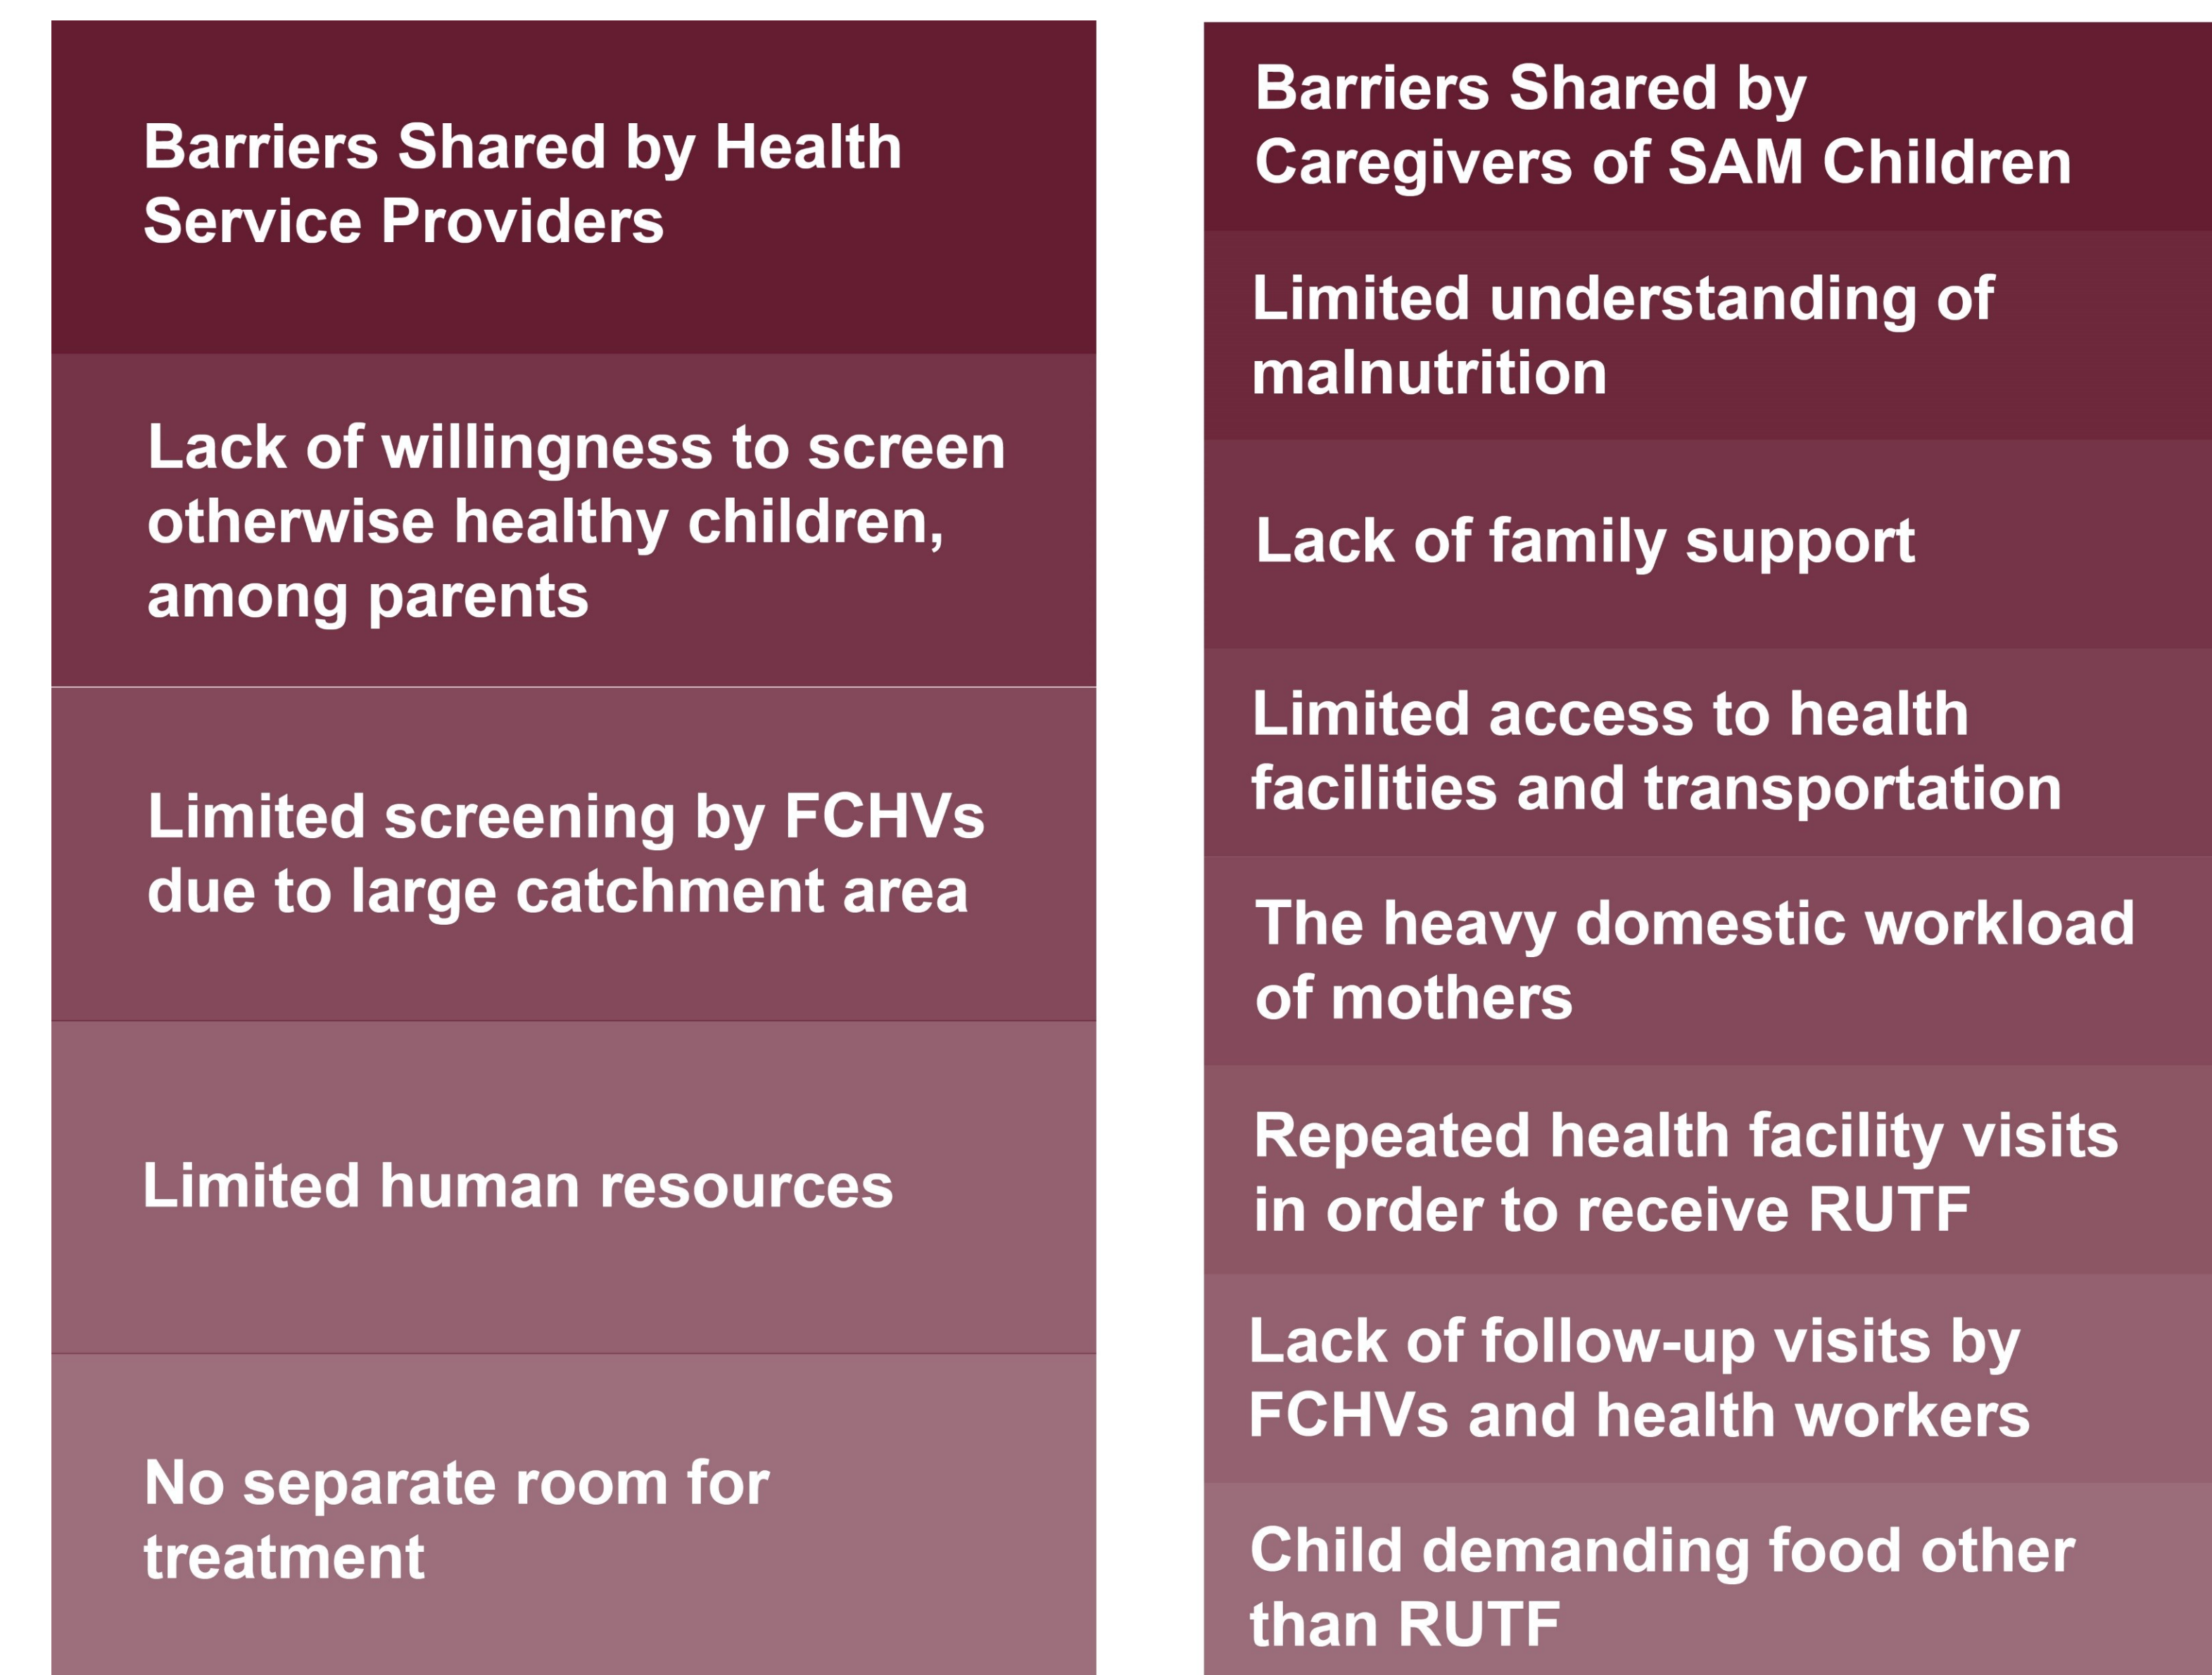 Barriers Shared by Health
Service Providers
Lack of willingness to screen
otherwise healthy children,
among parents
Limited screening by FCHVs
due to large catchment area
Limited human resources
No separate room for
treatment
Barriers Shared by
Caregivers of SAM Children
Limited understanding of
malnutrition
Lack of family support
Limited access to health
facilities and transportation
The heavy domestic workload
of mothers
Repeated health facility visits
in order to receive RUTF
Lack of follow-up visits by
FCHVs and health workers
Child demanding food other
than RUTF